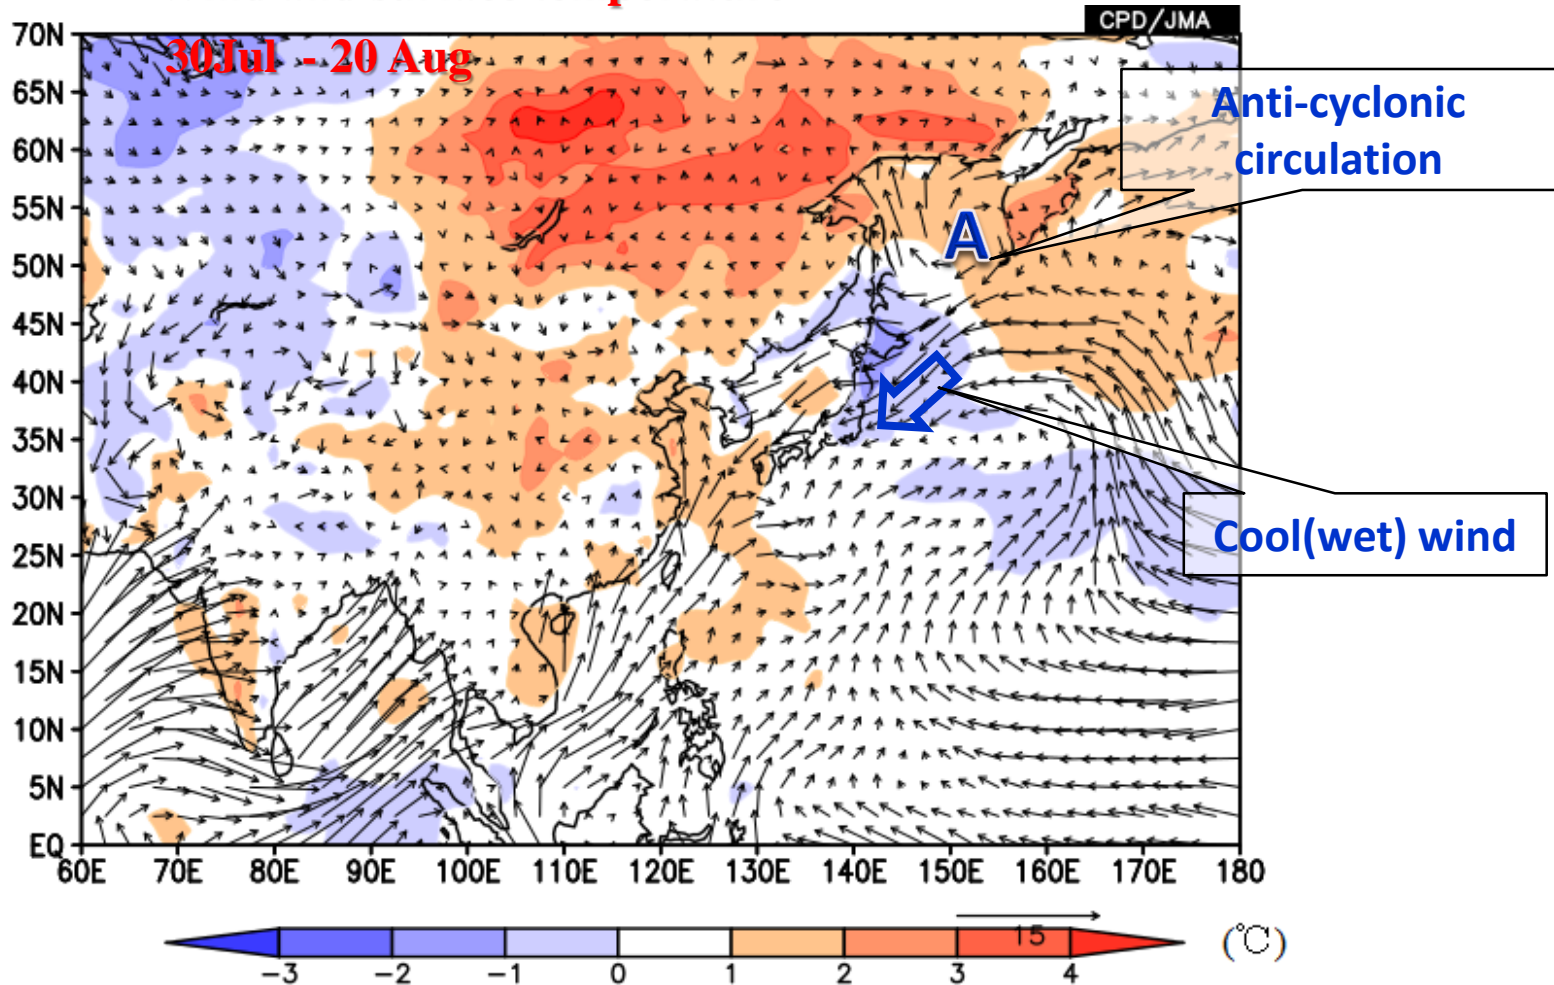 CPD/JMA
30Jul - 20 Aug
70N
65N
60N
55N
50N
45N
40N
35N
30N
25N
20N
15N
10N
5N
EQ
Anti-cyclonic
circulation
A
Cool(wet) wind
60E 70E 80E 90E 100E 110E 120E 130E 140E 150E 160E 170E 180
15
-3 -2 -1 0 1 2 3 4
(℃)